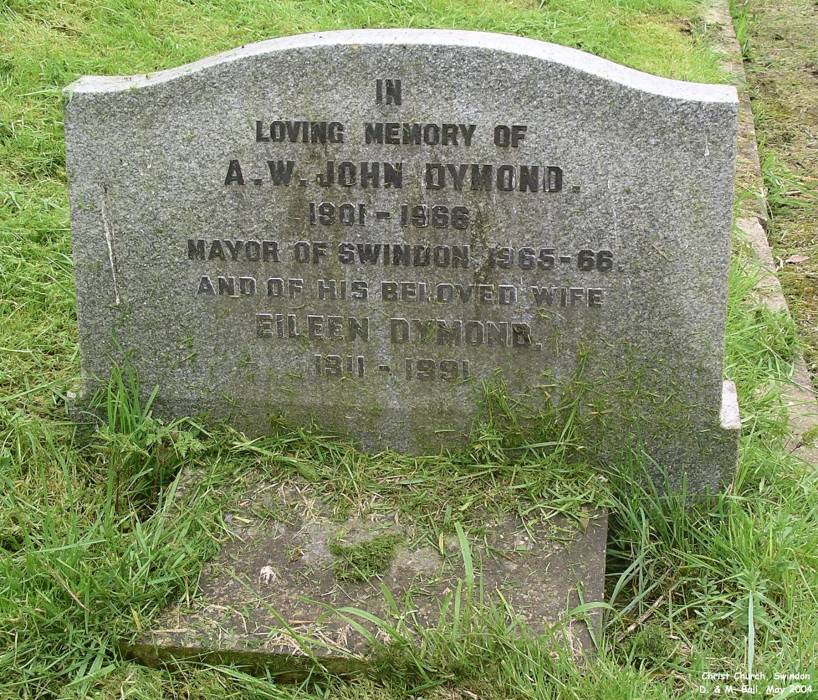 IN
LOVING MEMORY OF
A.W. JOHN DYMOND.
1901 - 1966.
MAYOR OF SWINDON 1965-66.
AND OF HIS BELOVED WIFE
EILEEN DYMOND.
1911 - 1991.
Christ Church, Swindon
D. & M. Ball, May 2004